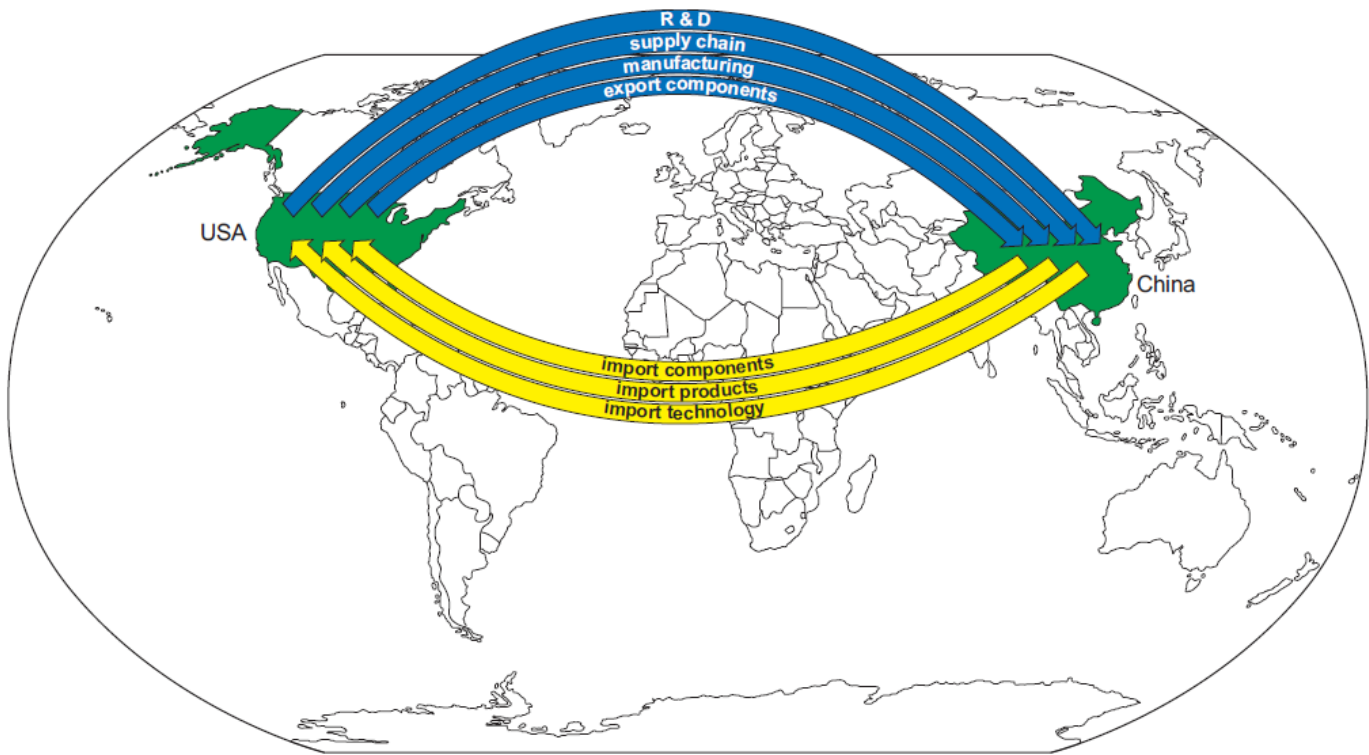 R & D
supply chain
manufacturing
export components
USA
China
import components
import products
import technology